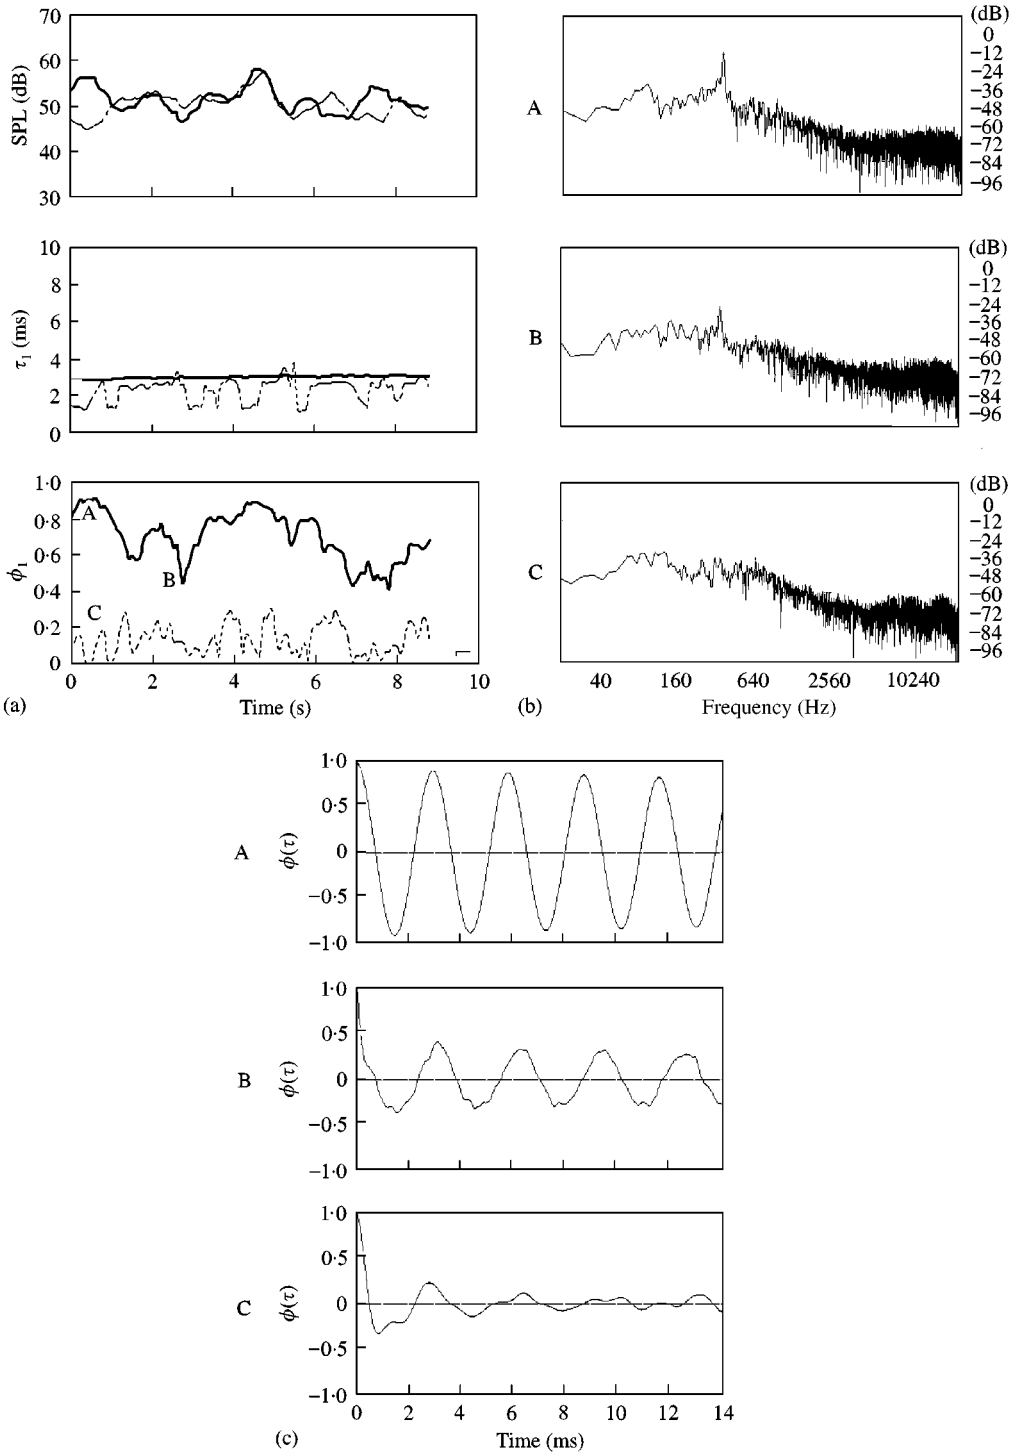 70
60
50
40
30
SPL (dB)
10
8
6
4
2
0
τ₁ (ms)
1·0
0·8
0·6
0·4
0·2
0
ϕ₁
A
B
C
0 2 4 6 8 10
Time (s)
(a)
A
(dB)
0
−12
−24
−36
−48
−60
−72
−84
−96
B
(dB)
0
−12
−24
−36
−48
−60
−72
−84
−96
C
(dB)
0
−12
−24
−36
−48
−60
−72
−84
−96
40 160 640 2560 10240
(b) Frequency (Hz)
A
ϕ(τ)
1·0
0·5
0
−0·5
−1·0
B
ϕ(τ)
1·0
0·5
0
−0·5
−1·0
C
ϕ(τ)
1·0
0·5
0
−0·5
−1·0
0 2 4 6 8 10 12 14
(c) Time (ms)